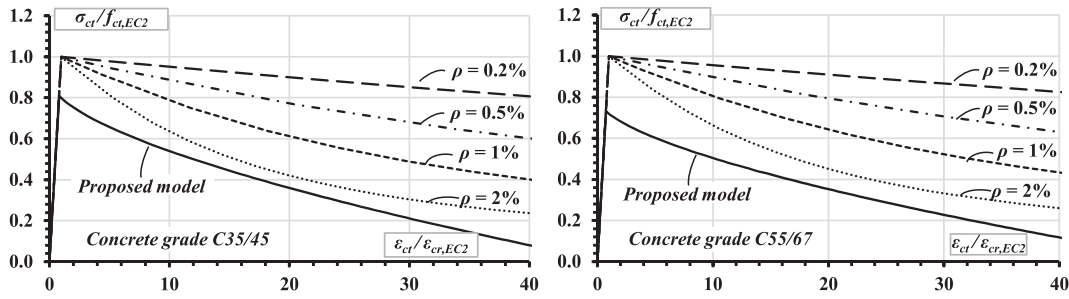 1.2
σct/fct,EC2
1.0
ρ = 0.2%
0.8
ρ = 0.5%
0.6
ρ = 1%
0.4
Proposed model
ρ = 2%
0.2
Concrete grade C35/45
εct/εcr,EC2
0.0
0 10 20 30 40
1.2
σct/fct,EC2
1.0
ρ = 0.2%
0.8
ρ = 0.5%
0.6
ρ = 1%
0.4
Proposed model
ρ = 2%
0.2
Concrete grade C55/67
εct/εcr,EC2
0.0
0 10 20 30 40